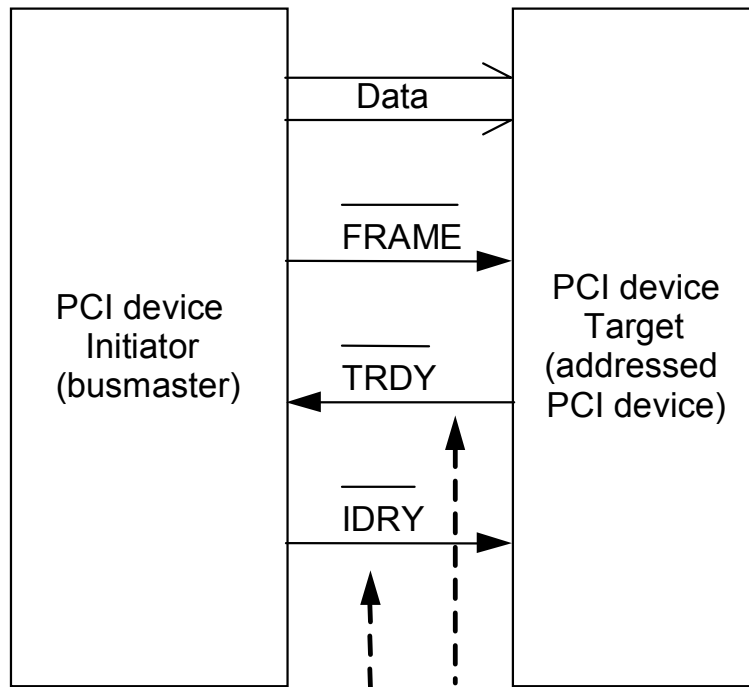 Data
FRAME
PCI device
Initiator
(busmaster)
TRDY
IDRY
PCI device
Target
(addressed
PCI device)